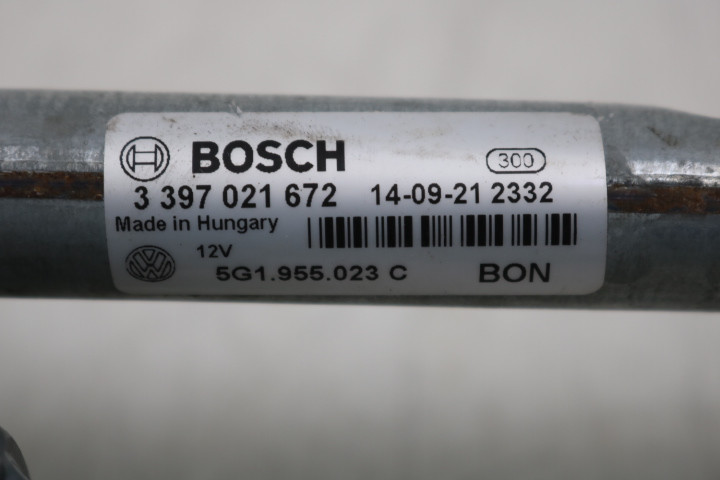 BOSCH 300
3 397 021 672 14-09-21 2332
Made in Hungary
12V
5G1.955.023 C BON